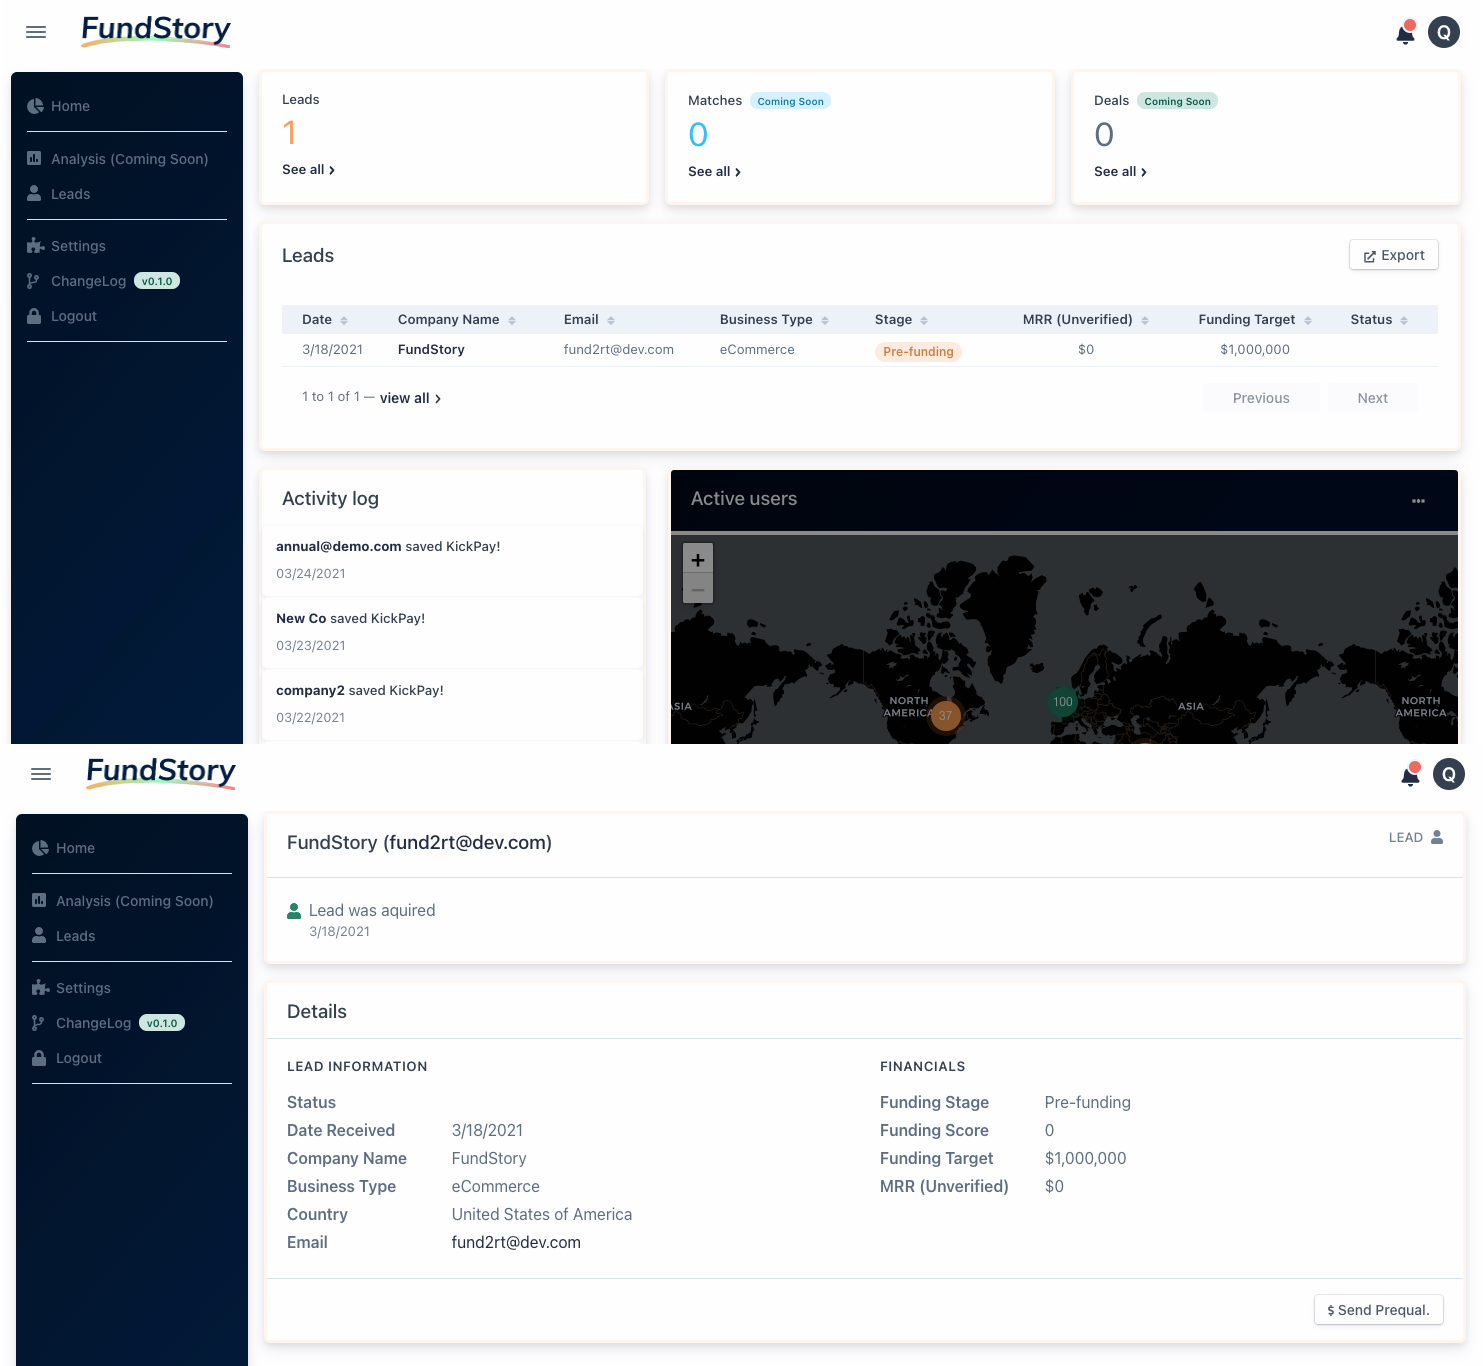 FundStory
Q
Home
Analysis (Coming Soon)
Leads
Settings
ChangeLog v0.1.0
Logout
Leads
1
See all
Matches Coming Soon
0
See all
Deals Coming Soon
0
See all
Leads
Export
Date Company Name Email Business Type Stage MRR (Unverified) Funding Target Status
3/18/2021 FundStory fund2rt@dev.com eCommerce Pre-funding $0 $1,000,000
1 to 1 of 1 — view all
Previous Next
Activity log
annual@demo.com saved KickPay!
03/24/2021
New Co saved KickPay!
03/23/2021
company2 saved KickPay!
03/22/2021
Active users
+
−
ASIA
NORTH
AMERICA
37
100
ASIA
NORTH
AMERICA
FundStory
Q
Home
Analysis (Coming Soon)
Leads
Settings
ChangeLog v0.1.0
Logout
FundStory (fund2rt@dev.com)
LEAD
Lead was aquired
3/18/2021
Details
LEAD INFORMATION
Status
Date Received 3/18/2021
Company Name FundStory
Business Type eCommerce
Country United States of America
Email fund2rt@dev.com
FINANCIALS
Funding Stage Pre-funding
Funding Score 0
Funding Target $1,000,000
MRR (Unverified) $0
$ Send Prequal.